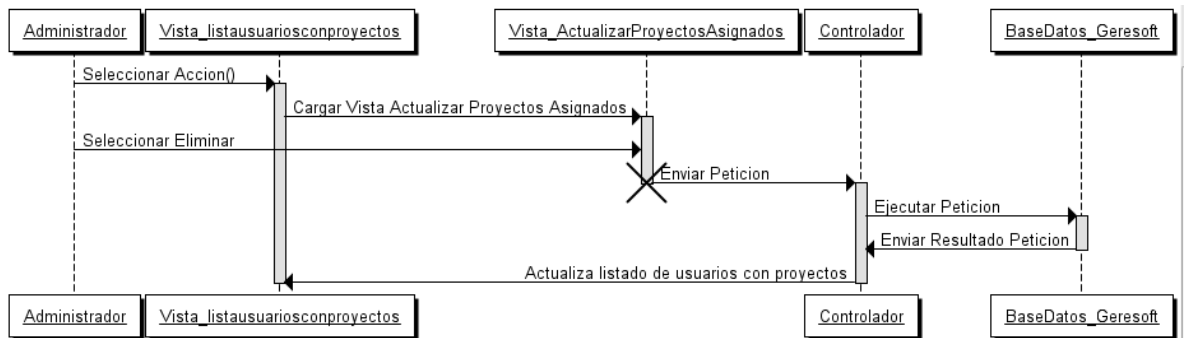 Administrador
Vista_listausuariosconproyectos
Vista_ActualizarProyectosAsignados
Controlador
BaseDatos_Geresoft
Seleccionar Accion()
Cargar Vista Actualizar Proyectos Asignados
Seleccionar Eliminar
Enviar Peticion
Ejecutar Peticion
Enviar Resultado Peticion
Actualiza listado de usuarios con proyectos
Administrador
Vista_listausuariosconproyectos
Controlador
BaseDatos_Geresoft